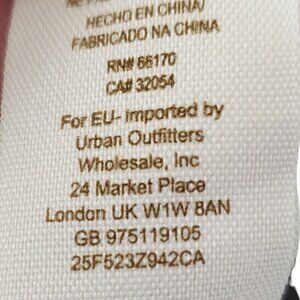 HECHO EN CHINA/
FABRICADO NA CHINA
RN# 66170
CA# 32054
For EU- Imported by
Urban Outfitters
Wholesale, Inc
24 Market Place
London UK W1W 8AN
GB 975119105
25F523Z942CA